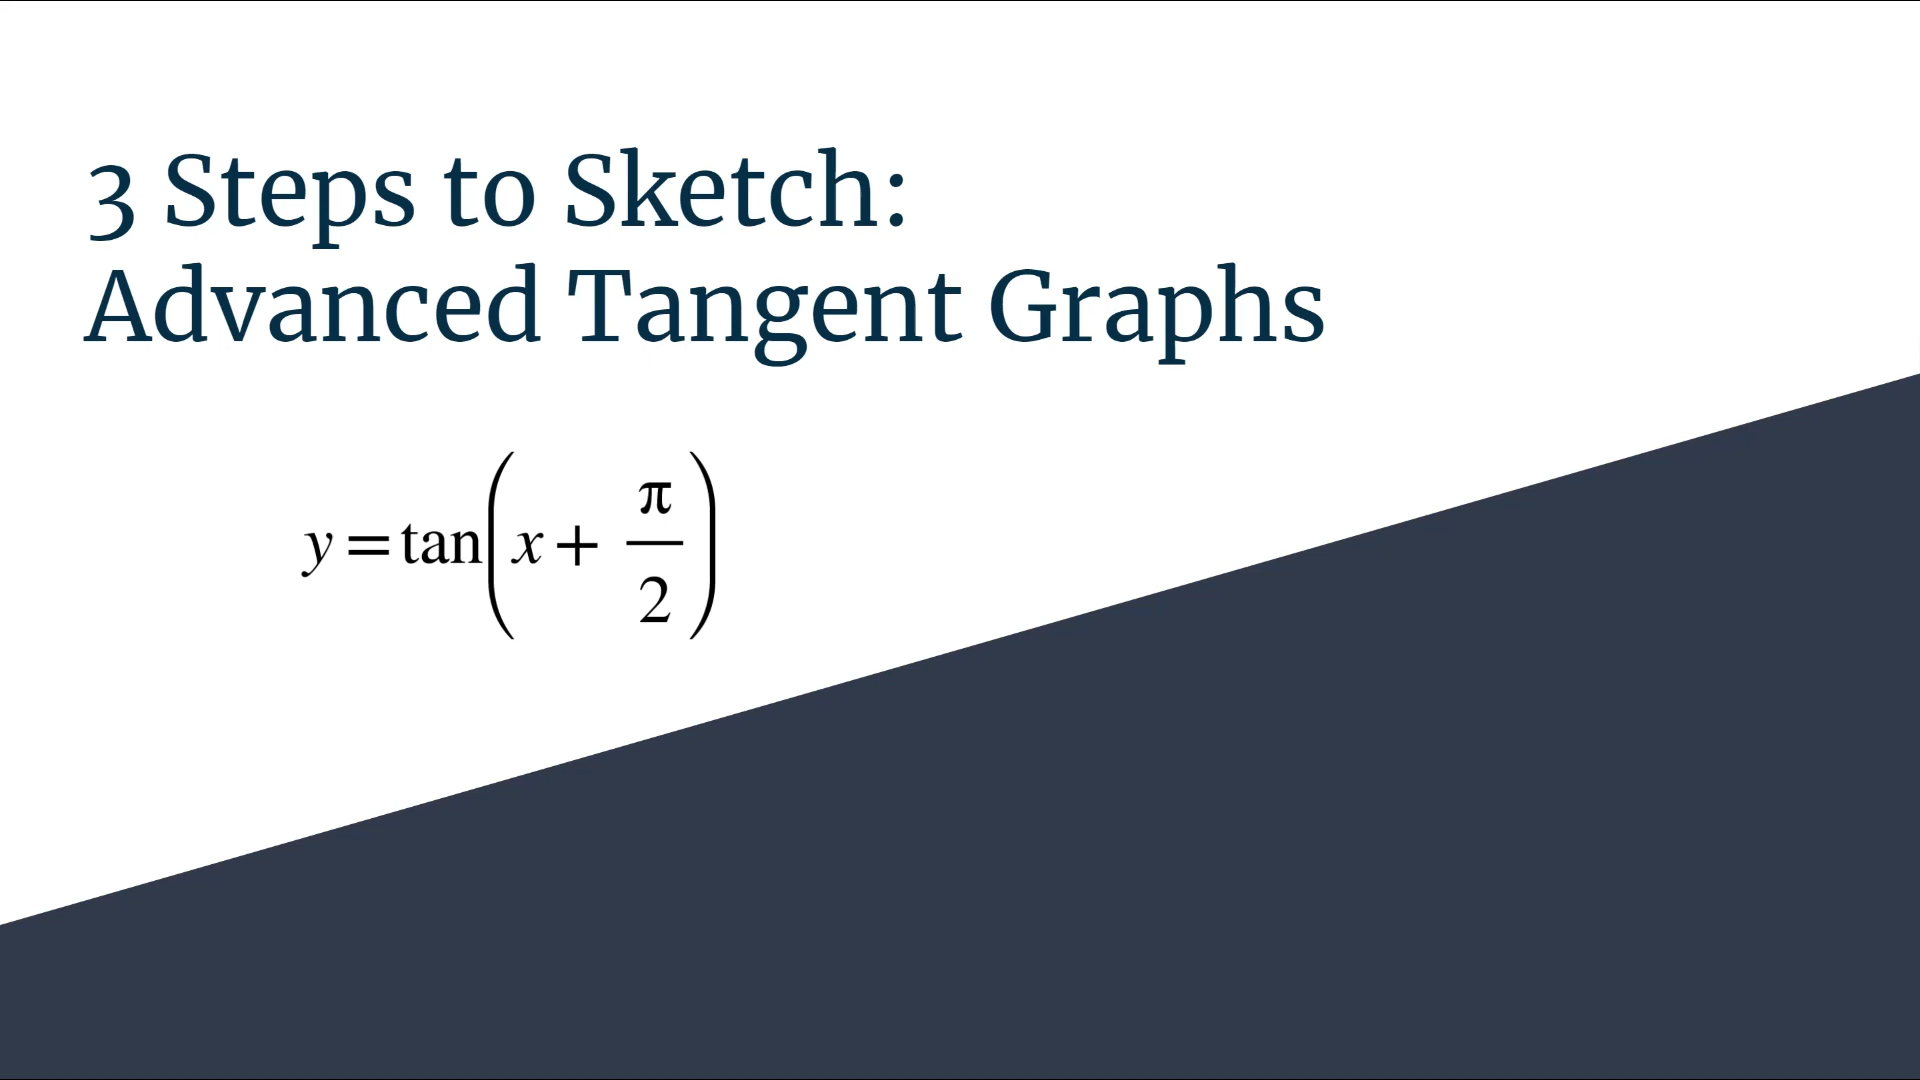 3 Steps to Sketch:
Advanced Tangent Graphs
y = tan(x + π/2)